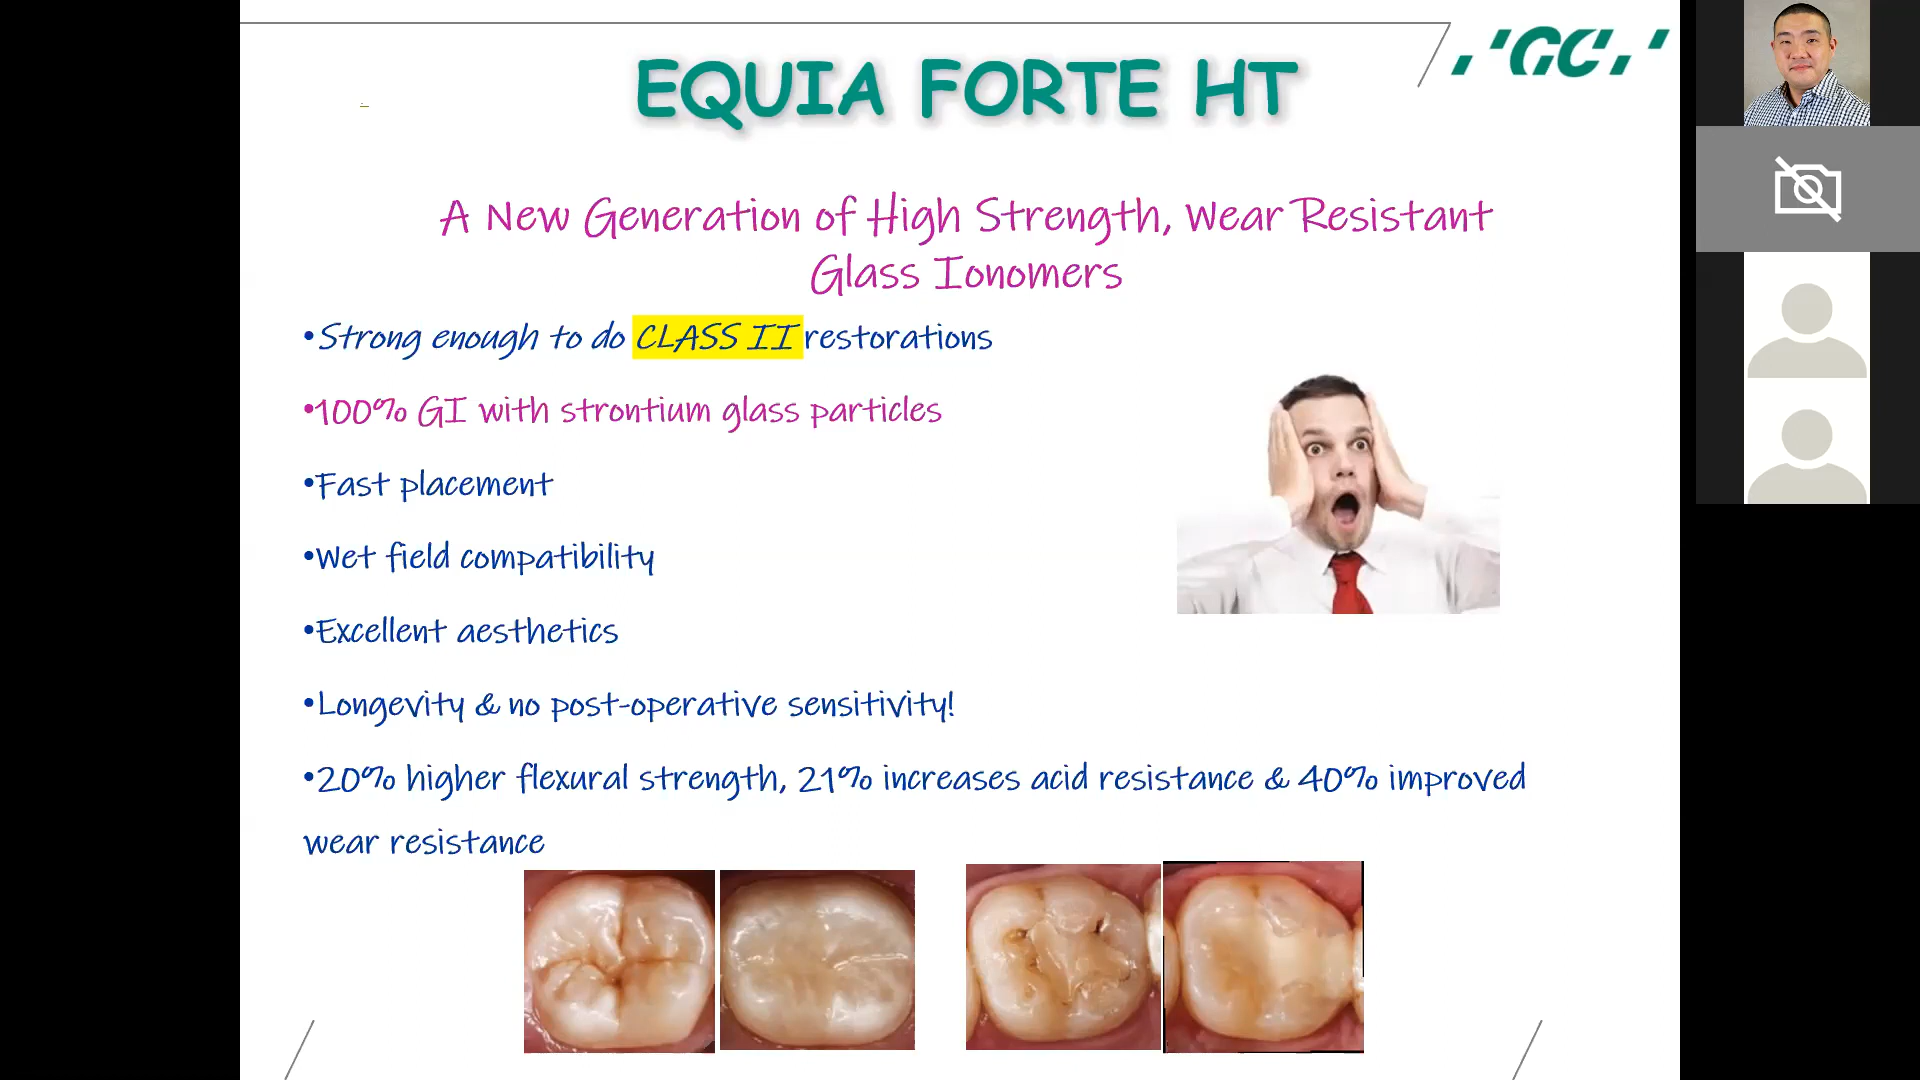 EQUIA FORTE HT
GC
A New Generation of High Strength, Wear Resistant
Glass Ionomers
•Strong enough to do CLASS II restorations
•100% GI with strontium glass particles
•Fast placement
•Wet field compatibility
•Excellent aesthetics
•Longevity & no post-operative sensitivity!
•20% higher flexural strength, 21% increases acid resistance & 40% improved
wear resistance